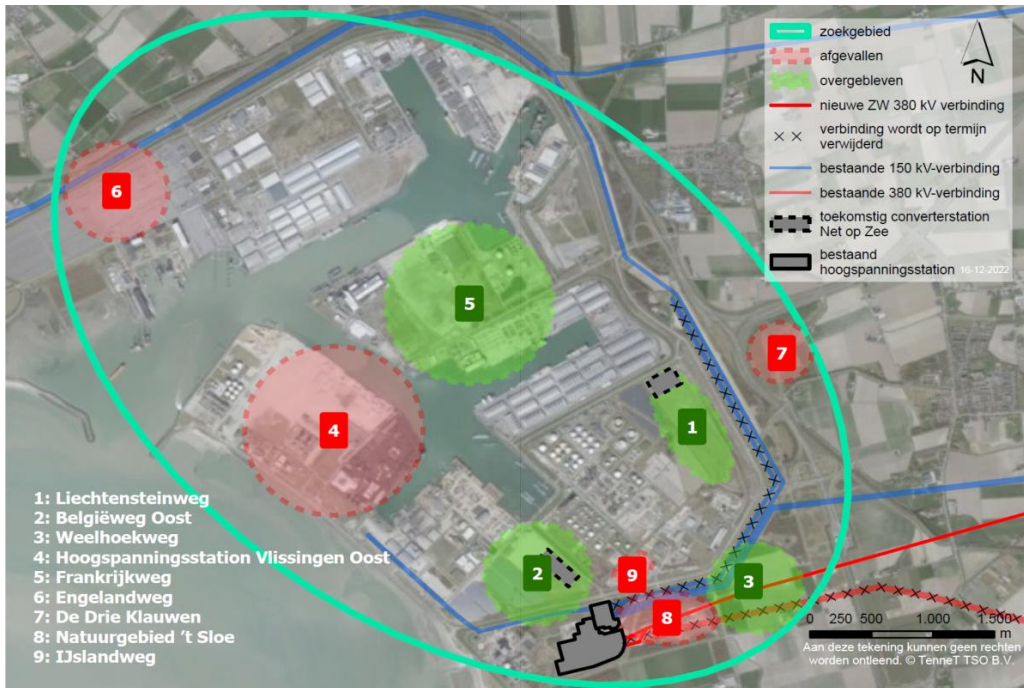 zoekgebied
afgevallen
overgebleven
nieuwe ZW 380 kV verbinding
verbinding wordt op termijn
verwijderd
bestaande 150 kV-verbinding
bestaande 380 kV-verbinding
toekomstig converterstation
Net op Zee
bestaand
hoogspanningsstation 16-12-2022
N
6
5
7
4
1
2
9
3
8
1: Liechtensteinweg
2: Belgiëweg Oost
3: Weelhoekweg
4: Hoogspanningsstation Vlissingen Oost
5: Frankrijkweg
6: Engelandweg
7: De Drie Klauwen
8: Natuurgebied 't Sloe
9: IJslandweg
0 250 500 1.000 1.500
m
Aan deze tekening kunnen geen rechten
worden ontleend. © TenneT TSO B.V.